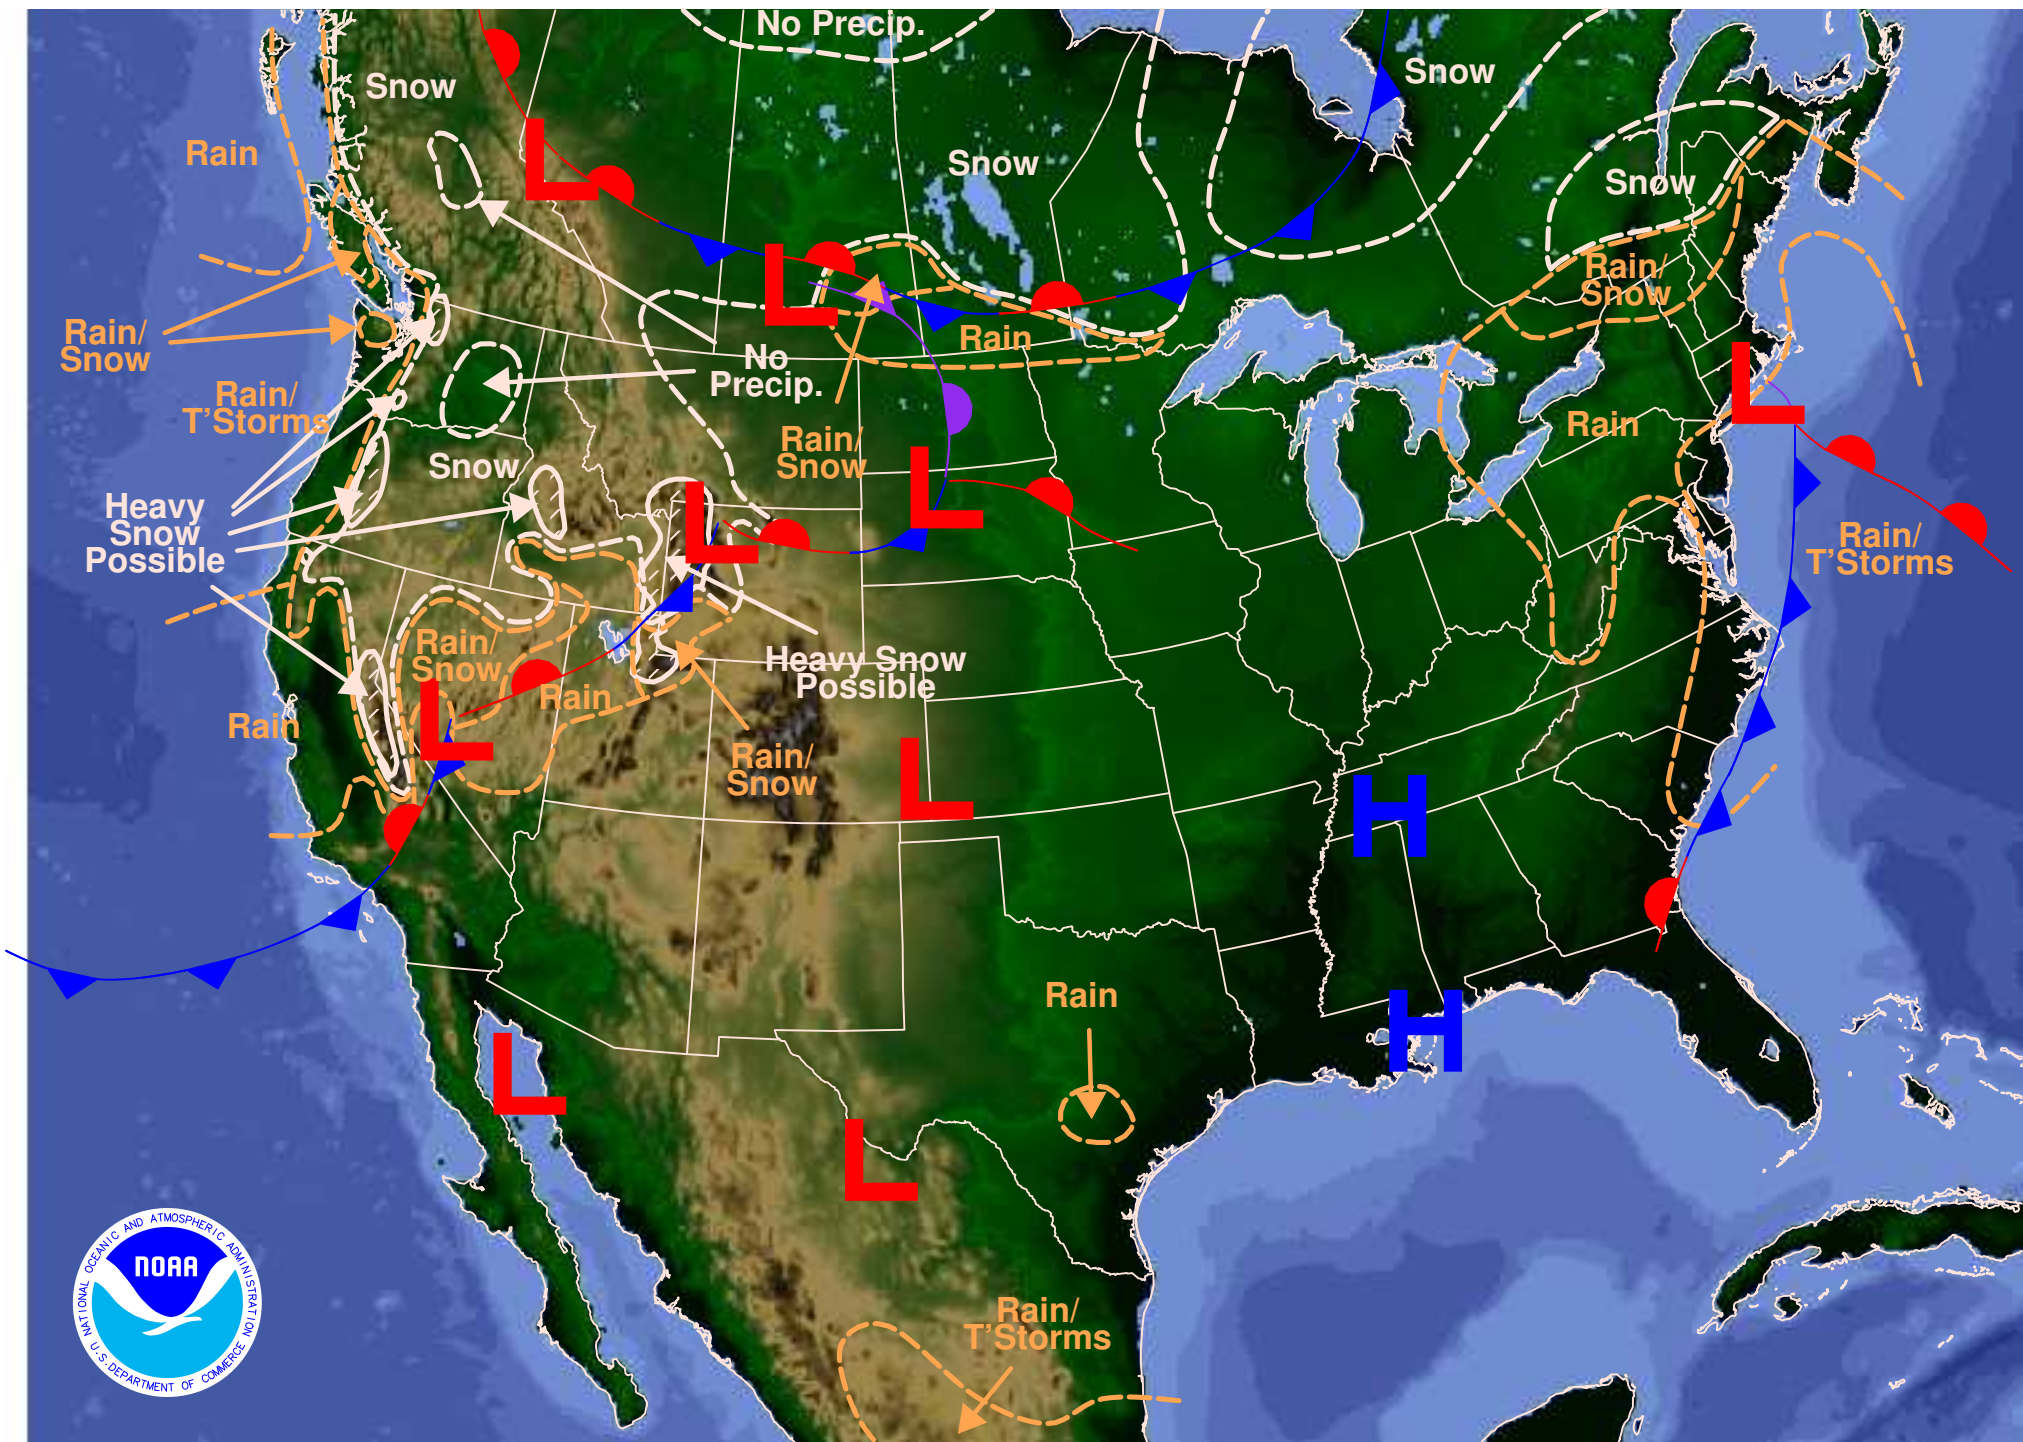 No Precip.
Snow
Snow
Rain
Snow
Snow
Rain/
Snow
Rain/
Snow
Rain
No
Precip.
Rain/
T'Storms
Rain/
Snow
Rain
Snow
Heavy
Snow
Possible
Rain/
T'Storms
Rain/
Snow
Rain
Heavy Snow
Possible
Rain
Rain/
Snow
Rain
Rain/
T'Storms
L
L
L
L
L
L
L
L
L
L
H
H
NATIONAL OCEANIC AND ATMOSPHERIC ADMINISTRATION
NOAA
U.S. DEPARTMENT OF COMMERCE